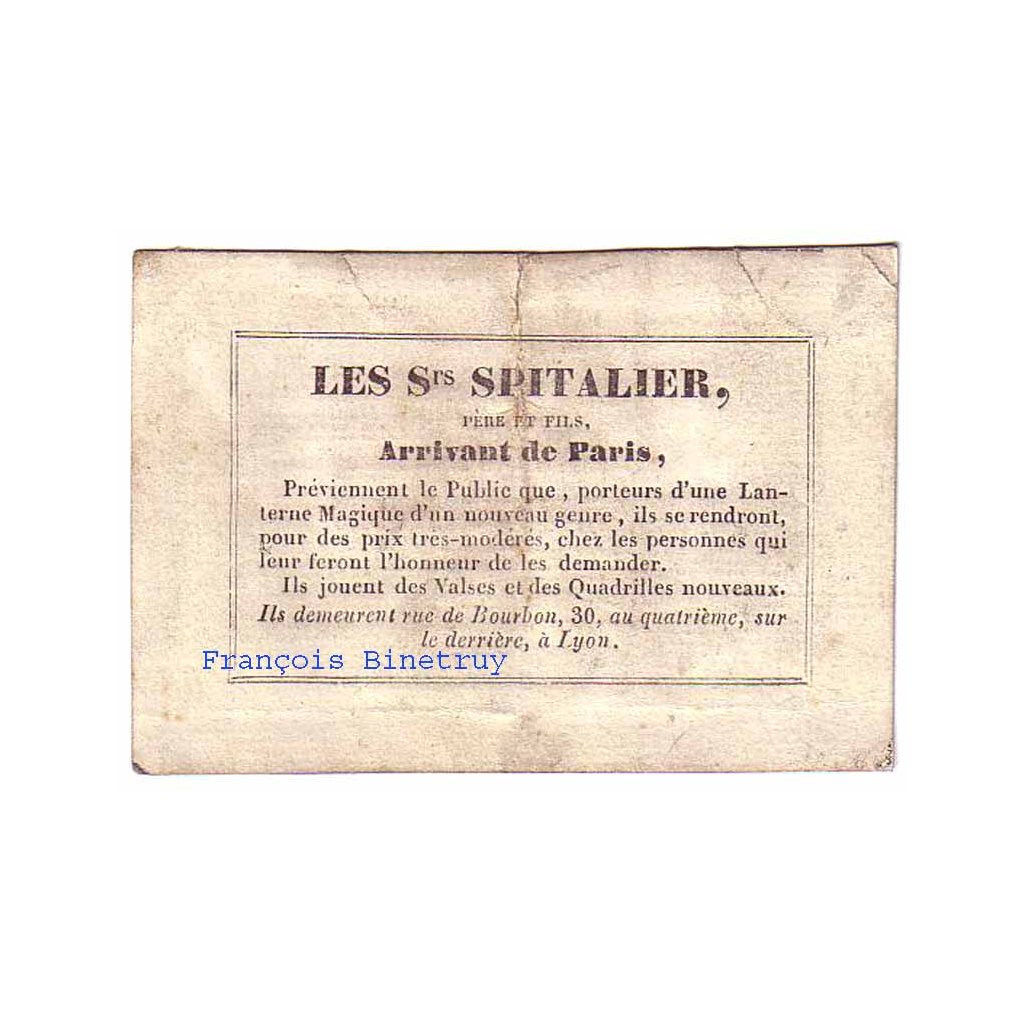 LES Srs SPITALIER,
PÈRE ET FILS,
Arrivant de Paris,
Préviennent le Public que, porteurs d'une Lan-
terne Magique d'un nouveau genre, ils se rendront,
pour des prix très-modérés, chez les personnes qui
leur feront l'honneur de les demander.
Ils jouent des Valses et des Quadrilles nouveaux.
Ils demeurent rue de Bourbon, 30, au quatrième, sur
le derrière, à Lyon.
François Binetruy